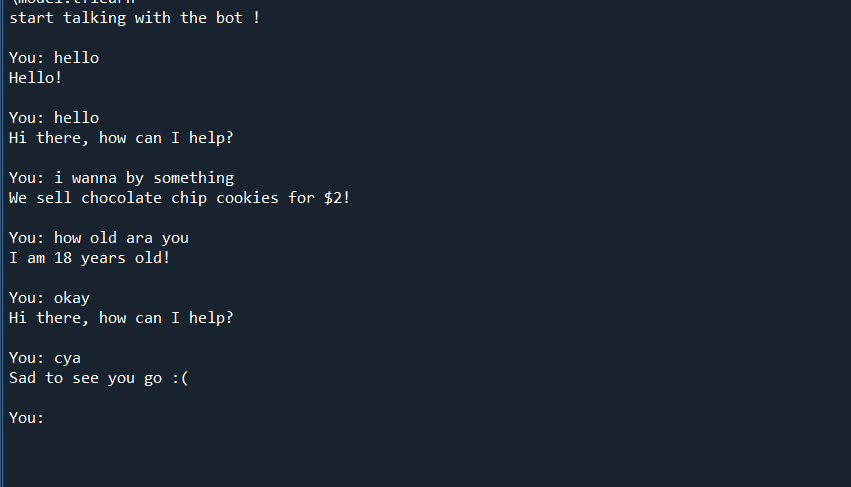 start talking with the bot !
You: hello
Hello!
You: hello
Hi there, how can I help?
You: i wanna by something
We sell chocolate chip cookies for $2!
You: how old ara you
I am 18 years old!
You: okay
Hi there, how can I help?
You: cya
Sad to see you go :(
You: